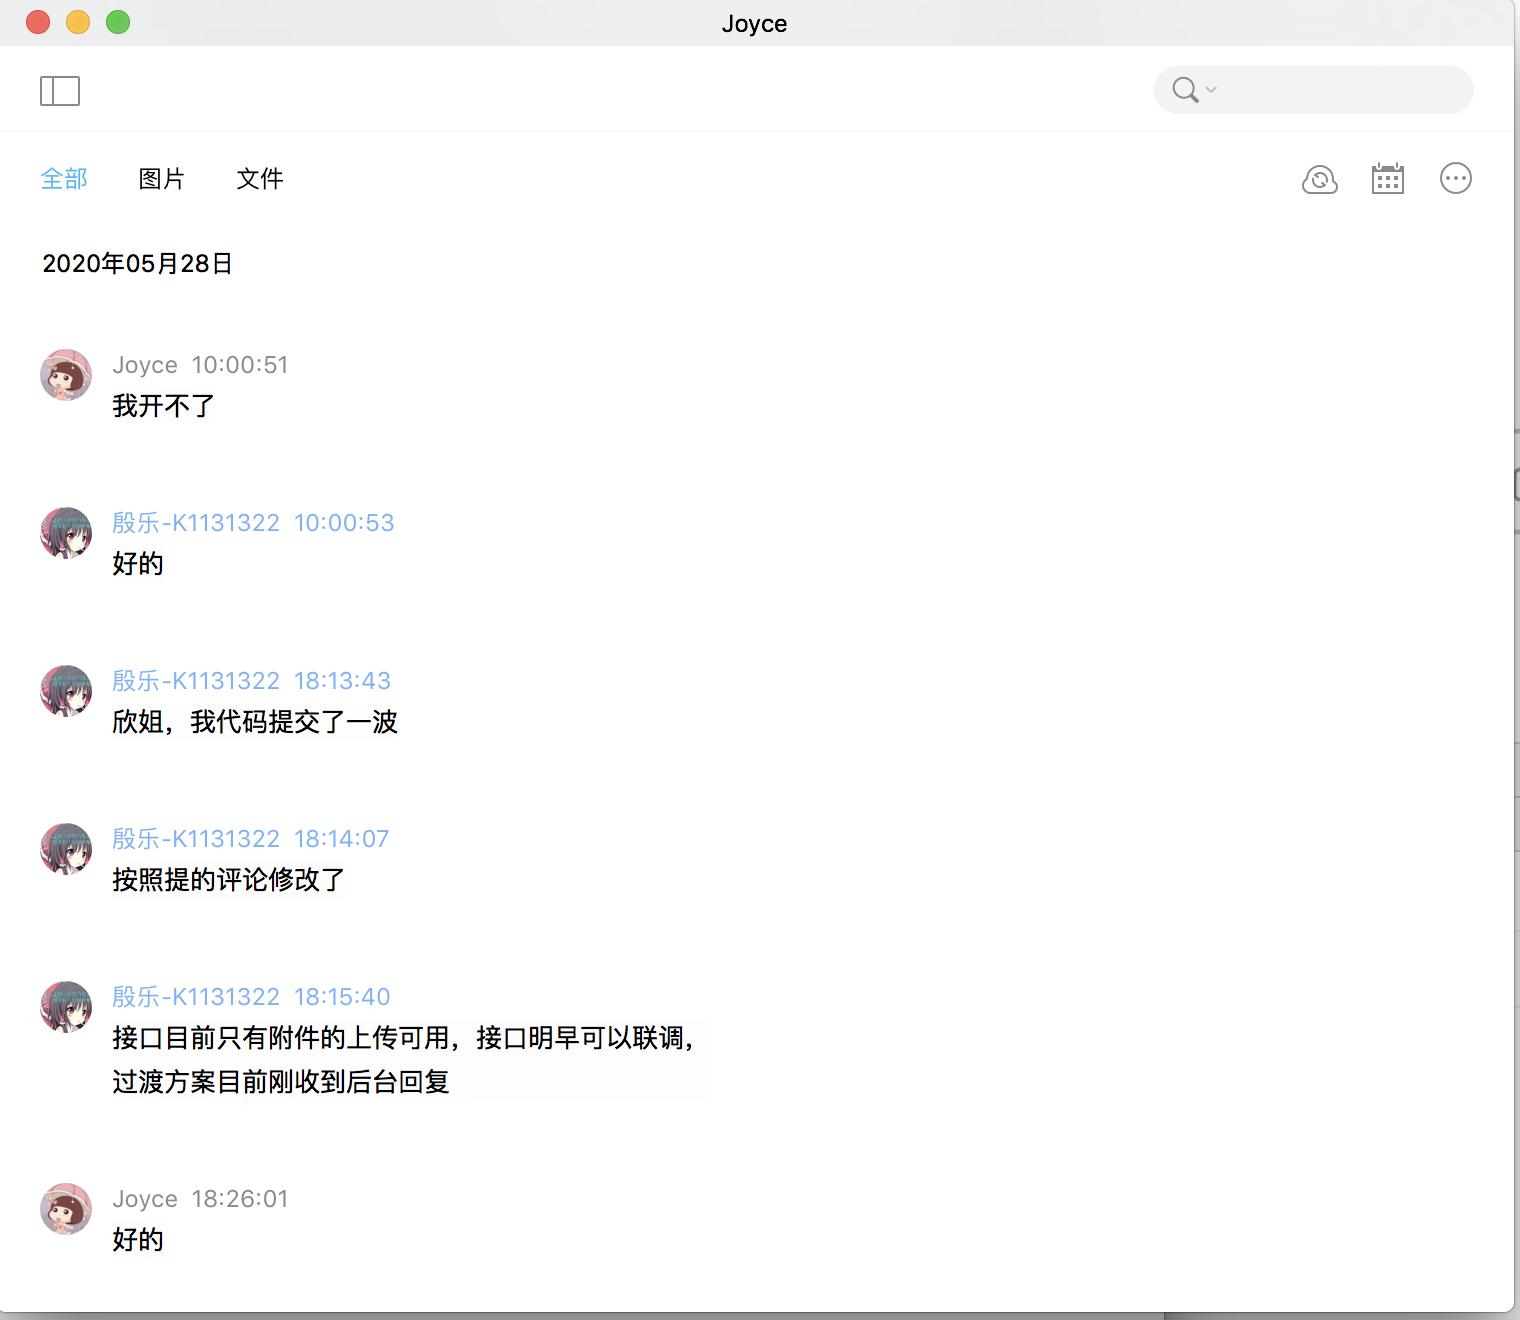 Joyce
全部 图片 文件
2020年05月28日
Joyce 10:00:51
我开不了
殷乐-K1131322 10:00:53
好的
殷乐-K1131322 18:13:43
欣姐，我代码提交了一波
殷乐-K1131322 18:14:07
按照提的评论修改了
殷乐-K1131322 18:15:40
接口目前只有附件的上传可用，接口明早可以联调，
过渡方案目前刚收到后台回复
Joyce 18:26:01
好的